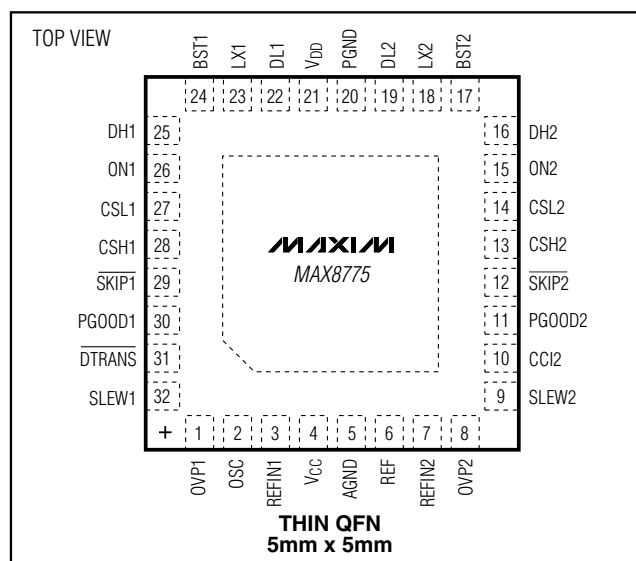 TOP VIEW
BST1 LX1 DL1 VDD PGND DL2 LX2 BST2
24 23 22 21 20 19 18 17
DH1 25 16 DH2
ON1 26 15 ON2
CSL1 27 14 CSL2
CSH1 28 MAXIM 13 CSH2
MAX8775
SKIP1 29 12 SKIP2
PGOOD1 30 11 PGOOD2
DTRANS 31 10 CCI2
SLEW1 32 9 SLEW2
+ 1 2 3 4 5 6 7 8
OVP1 OSC REFIN1 VCC AGND REF REFIN2 OVP2
THIN QFN
5mm x 5mm